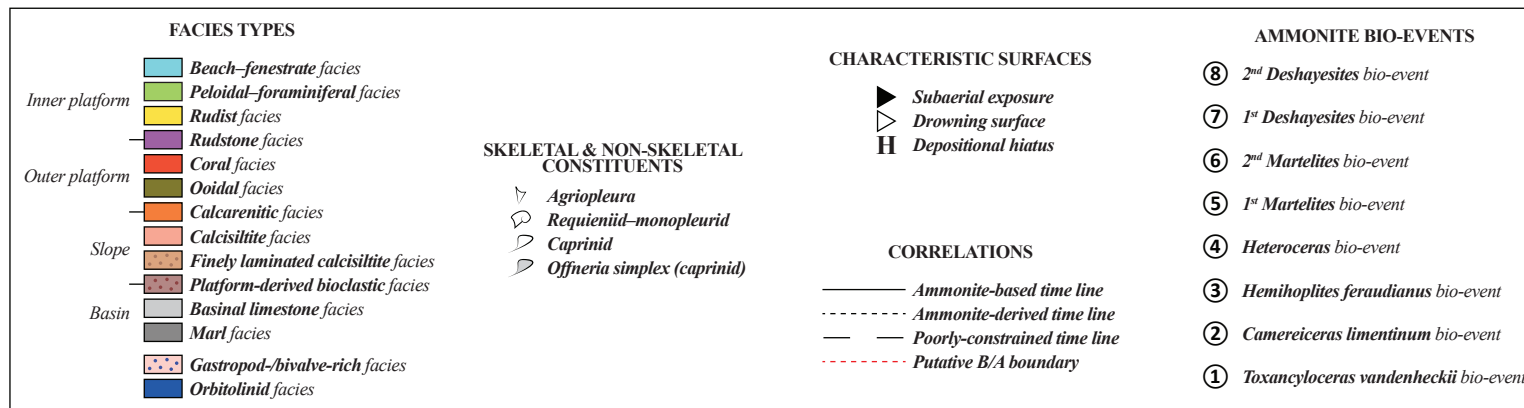 FACIES TYPES
Inner platform
Outer platform
Slope
Basin
Beach–fenestrate facies
Peloidal–foraminiferal facies
Rudist facies
Rudstone facies
Coral facies
Ooidal facies
Calcarenitic facies
Calcisiltite facies
Finely laminated calcisiltite facies
Platform-derived bioclastic facies
Basinal limestone facies
Marl facies
Gastropod-/bivalve-rich facies
Orbitolinid facies
SKELETAL & NON-SKELETAL
CONSTITUENTS
Agriopleura
Requieniid–monopleurid
Caprinid
Offneria simplex (caprinid)
CHARACTERISTIC SURFACES
Subaerial exposure
Drowning surface
H Depositional hiatus
CORRELATIONS
Ammonite-based time line
Ammonite-derived time line
Poorly-constrained time line
Putative B/A boundary
AMMONITE BIO-EVENTS
8 2nd Deshayesites bio-event
7 1st Deshayesites bio-event
6 2nd Martelites bio-event
5 1st Martelites bio-event
4 Heteroceras bio-event
3 Hemihoplites feraudianus bio-event
2 Camereiceras limentinum bio-event
1 Toxancyloceras vandenheckii bio-event